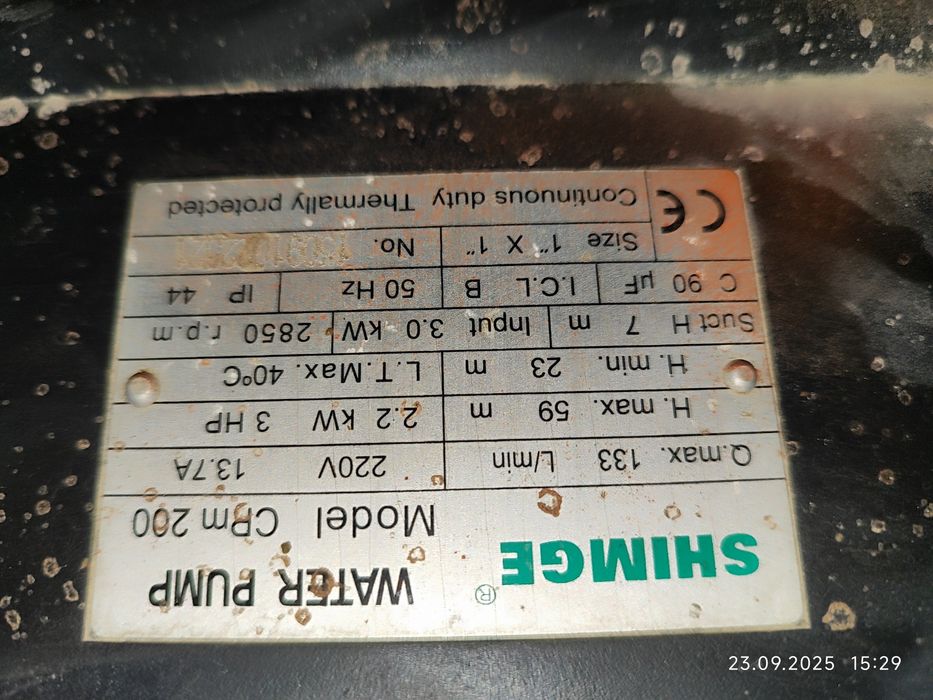 SHIMGE ® WATER PUMP
Model CPm 200
Q.max. 133 L/min 220V 13.7A
H. max. 59 m 2.2 kW 3 HP
H. min. 23 m L.T.Max. 40°C
Suct H 7 m Input 3.0 kW 2850 r.p.m
C 90 µF I.C.L B 50 Hz IP 44
Size 1" X 1" No.
CE Continuous duty Thermally protected
23.09.2025 15:29